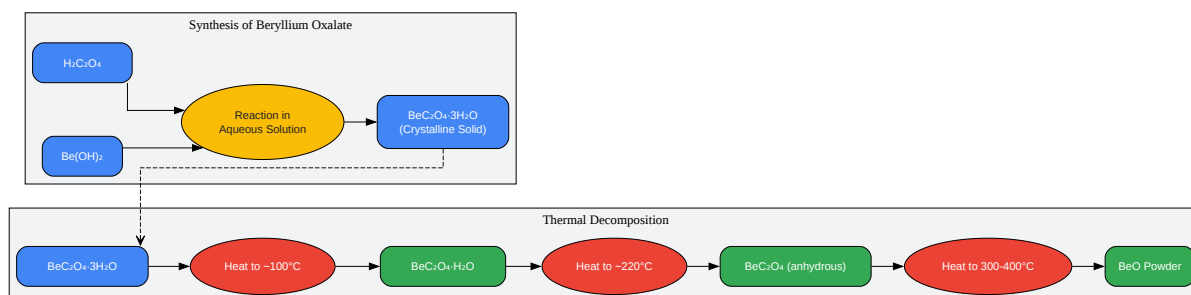 Synthesis of Beryllium Oxalate
H₂C₂O₄
Reaction in
Aqueous Solution
BeC₂O₄·3H₂O
(Crystalline Solid)
Be(OH)₂
Thermal Decomposition
BeC₂O₄·3H₂O
Heat to ~100°C
BeC₂O₄·H₂O
Heat to ~220°C
BeC₂O₄ (anhydrous)
Heat to 300-400°C
BeO Powder